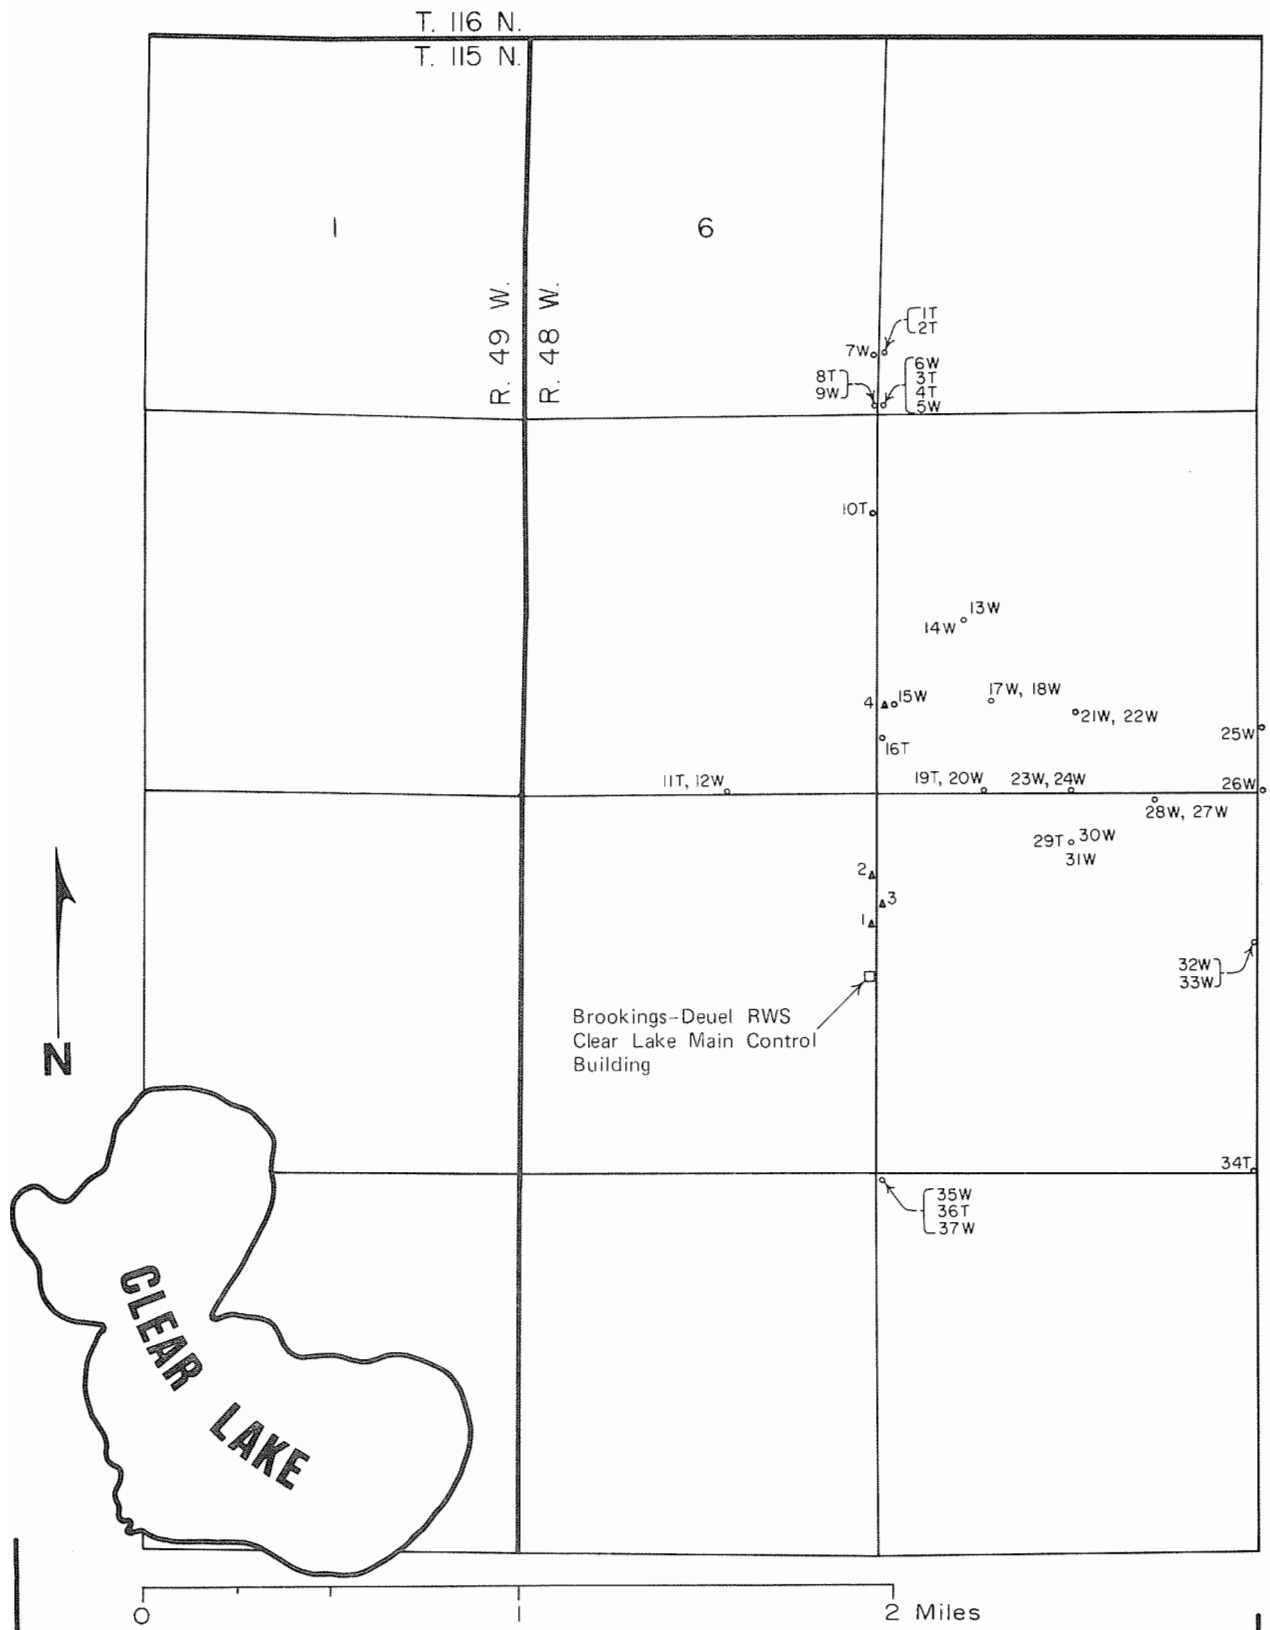 T. 116 N.
T. 115 N.
1
6
R. 49 W.
R. 48 W.
1T
2T
7W
6W
3T
4T
5W
8T
9W
10T
13W
14W
4
15W
17W, 18W
21W, 22W
25W
16T
11T, 12W
19T, 20W
23W, 24W
26W
28W, 27W
29T
30W
31W
2
3
1
32W
33W
Brookings-Deuel RWS
Clear Lake Main Control
Building
N
34T
35W
36T
37W
CLEAR LAKE
0
1
2 Miles